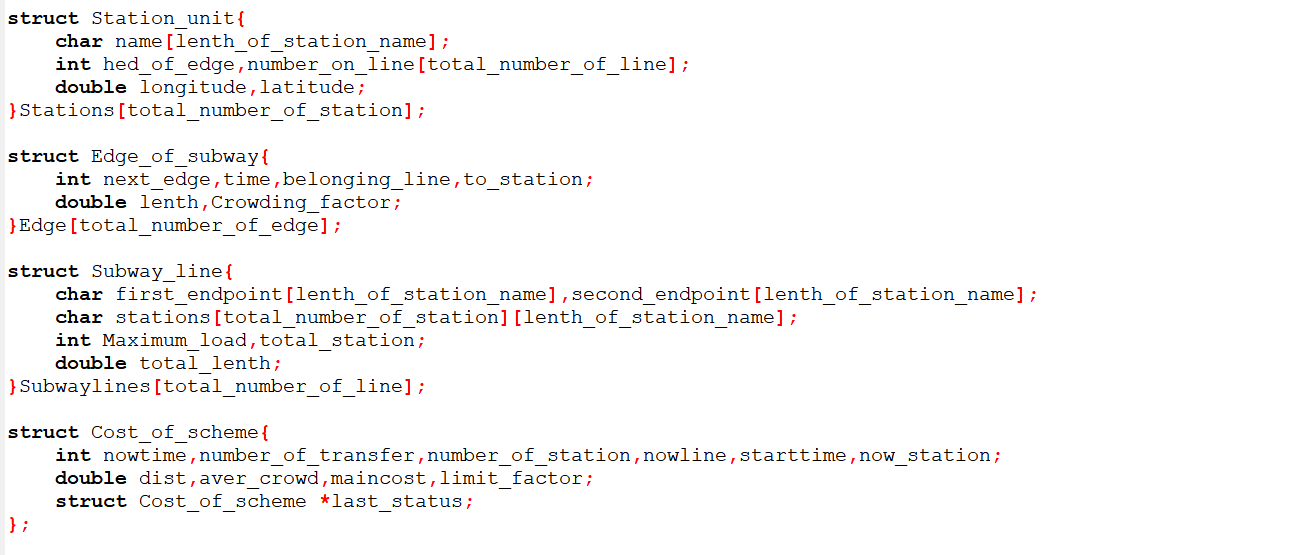 struct Station_unit{
    char name[lenth_of_station_name];
    int hed_of_edge,number_on_line[total_number_of_line];
    double longitude,latitude;
}Stations[total_number_of_station];

struct Edge_of_subway{
    int next_edge,time,belonging_line,to_station;
    double lenth,Crowding_factor;
}Edge[total_number_of_edge];

struct Subway_line{
    char first_endpoint[lenth_of_station_name],second_endpoint[lenth_of_station_name];
    char stations[total_number_of_station][lenth_of_station_name];
    int Maximum_load,total_station;
    double total_lenth;
}Subwaylines[total_number_of_line];

struct Cost_of_scheme{
    int nowtime,number_of_transfer,number_of_station,nowline,starttime,now_station;
    double dist,aver_crowd,maincost,limit_factor;
    struct Cost_of_scheme *last_status;
};